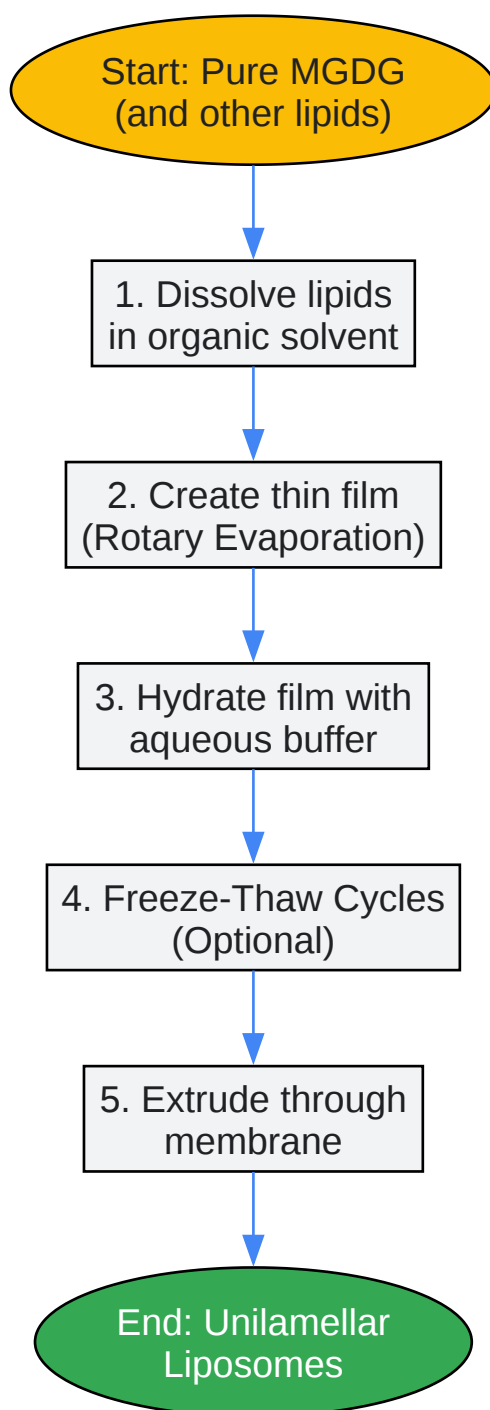 Start: Pure MGDG
(and other lipids)
1. Dissolve lipids
in organic solvent
2. Create thin film
(Rotary Evaporation)
3. Hydrate film with
aqueous buffer
4. Freeze-Thaw Cycles
(Optional)
5. Extrude through
membrane
End: Unilamellar
Liposomes